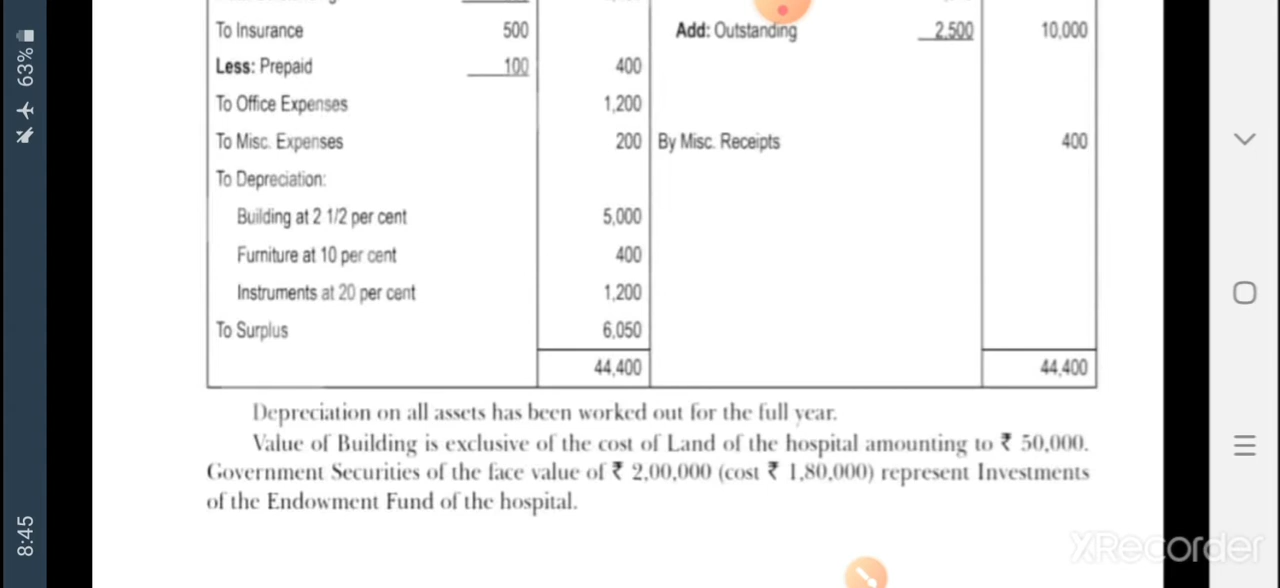 To Insurance 500 Add: Outstanding 2,500 10,000
Less: Prepaid 100 400
To Office Expenses 1,200
To Misc. Expenses 200 By Misc. Receipts 400
To Depreciation:
Building at 2 1/2 per cent 5,000
Furniture at 10 per cent 400
Instruments at 20 per cent 1,200
To Surplus 6,050
44,400 44,400
Depreciation on all assets has been worked out for the full year.
Value of Building is exclusive of the cost of Land of the hospital amounting to ₹ 50,000.
Government Securities of the face value of ₹ 2,00,000 (cost ₹ 1,80,000) represent Investments
of the Endowment Fund of the hospital.
63%
8:45
XRecorder